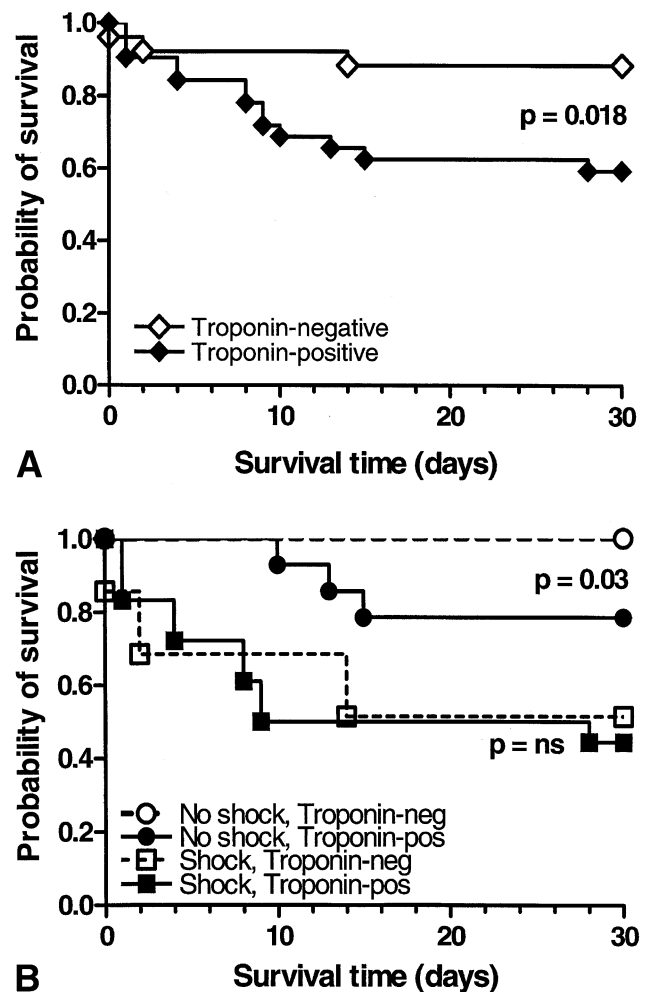 Probability of survival
1.0
0.8
0.6
0.4
0.2
0.0
p = 0.018
Troponin-negative
Troponin-positive
0 10 20 30
A Survival time (days)
Probability of survival
1.0
0.8
0.6
0.4
0.2
0.0
p = 0.03
p = ns
No shock, Troponin-neg
No shock, Troponin-pos
Shock, Troponin-neg
Shock, Troponin-pos
0 10 20 30
B Survival time (days)